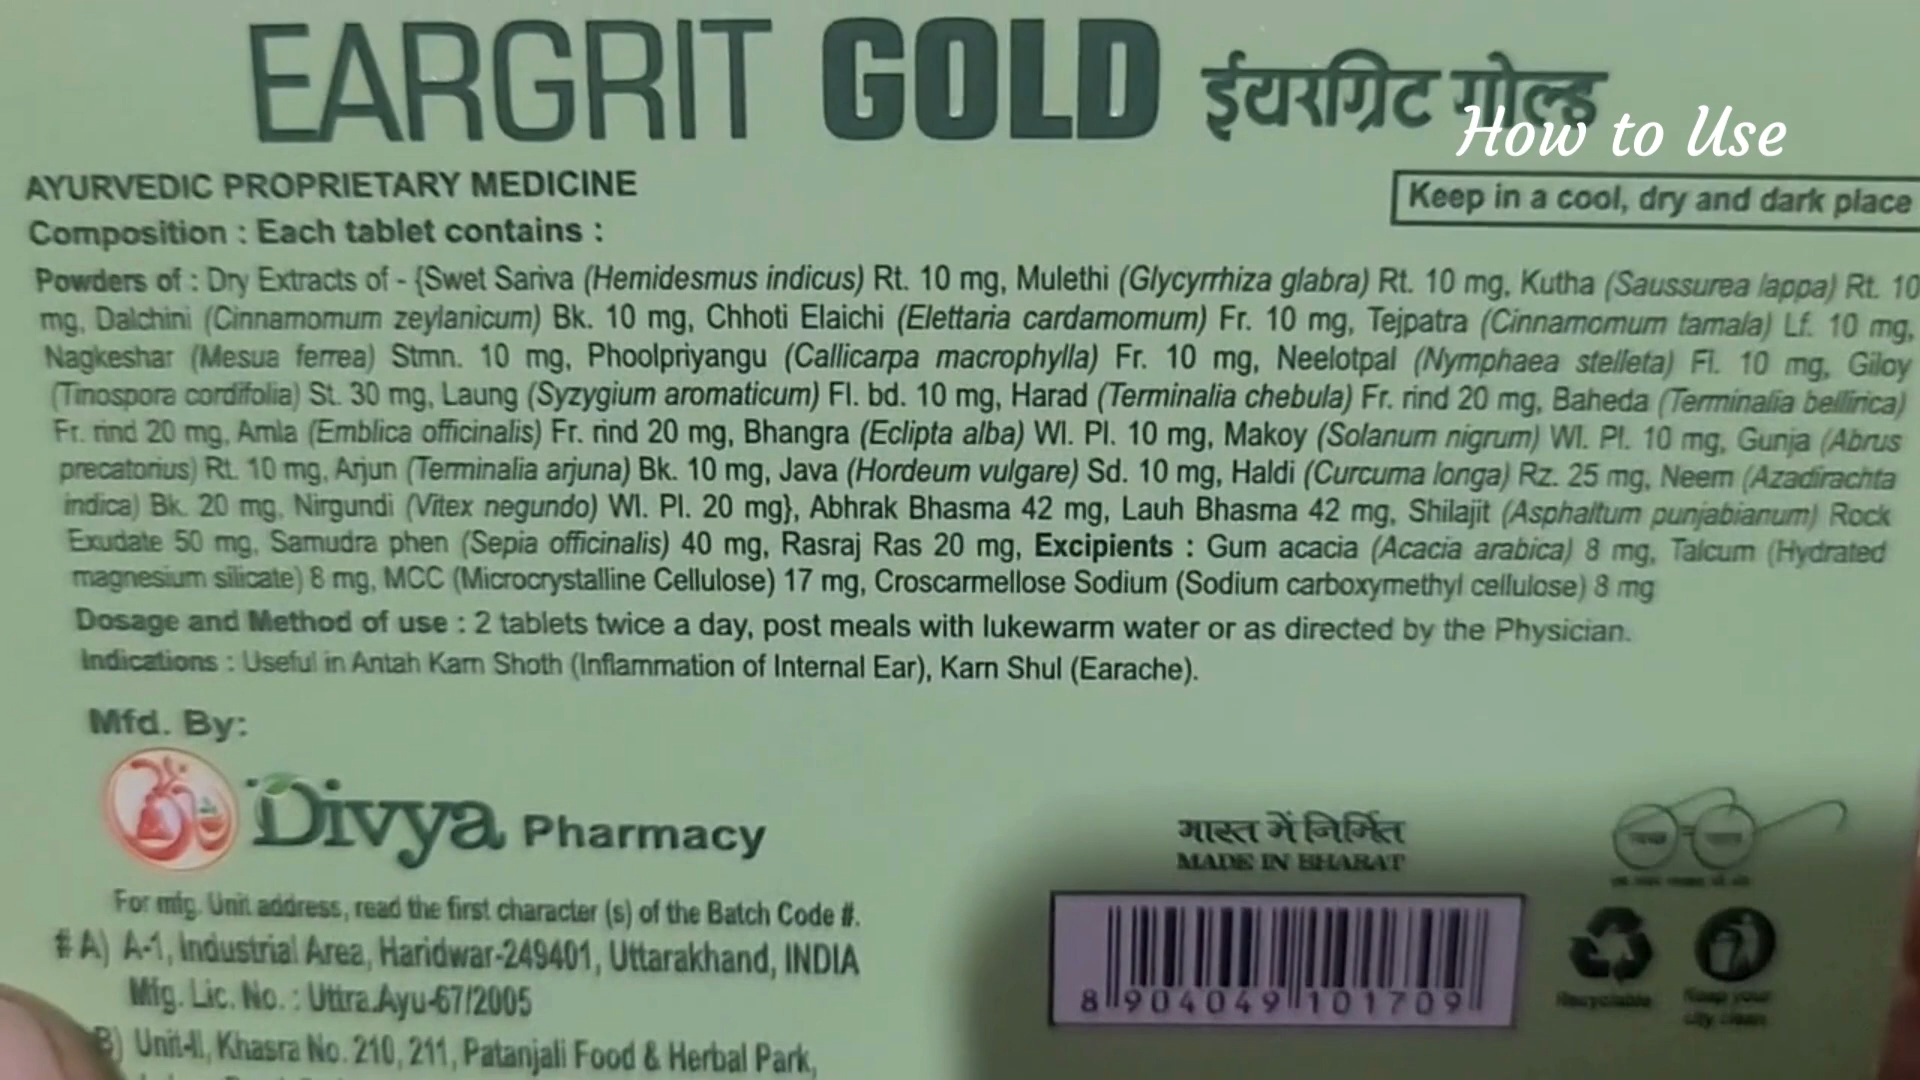 EARGRIT GOLD ईयरग्रिट गोल्ड
How to Use
AYURVEDIC PROPRIETARY MEDICINE
Keep in a cool, dry and dark place
Composition : Each tablet contains :
Powders of : Dry Extracts of - {Swet Sariva (Hemidesmus indicus) Rt. 10 mg, Mulethi (Glycyrrhiza glabra) Rt. 10 mg, Kutha (Saussurea lappa) Rt. 10
mg, Dalchini (Cinnamomum zeylanicum) Bk. 10 mg, Chhoti Elaichi (Elettaria cardamomum) Fr. 10 mg, Tejpatra (Cinnamomum tamala) Lf. 10 mg,
Nagkeshar (Mesua ferrea) Stmn. 10 mg, Phoolpriyangu (Callicarpa macrophylla) Fr. 10 mg, Neelotpal (Nymphaea stelleta) Fl. 10 mg, Giloy
(Tinospora cordifolia) St. 30 mg, Laung (Syzygium aromaticum) Fl. bd. 10 mg, Harad (Terminalia chebula) Fr. rind 20 mg, Baheda (Terminalia bellirica)
Fr. rind 20 mg, Amla (Emblica officinalis) Fr. rind 20 mg, Bhangra (Eclipta alba) Wl. Pl. 10 mg, Makoy (Solanum nigrum) Wl. Pl. 10 mg, Gunja (Abrus
precatorius) Rt. 10 mg, Arjun (Terminalia arjuna) Bk. 10 mg, Java (Hordeum vulgare) Sd. 10 mg, Haldi (Curcuma longa) Rz. 25 mg, Neem (Azadirachta
indica) Bk. 20 mg, Nirgundi (Vitex negundo) Wl. Pl. 20 mg}, Abhrak Bhasma 42 mg, Lauh Bhasma 42 mg, Shilajit (Asphaltum punjabianum) Rock
Exudate 50 mg, Samudra phen (Sepia officinalis) 40 mg, Rasraj Ras 20 mg, Excipients : Gum acacia (Acacia arabica) 8 mg, Talcum (Hydrated
magnesium silicate) 8 mg, MCC (Microcrystalline Cellulose) 17 mg, Croscarmellose Sodium (Sodium carboxymethyl cellulose) 8 mg
Dosage and Method of use : 2 tablets twice a day, post meals with lukewarm water or as directed by the Physician.
Indications : Useful in Antah Karn Shoth (Inflammation of Internal Ear), Karn Shul (Earache).
Mfd. By:
Divya Pharmacy
For mfg. Unit address, read the first character (s) of the Batch Code #.
# A) A-1, Industrial Area, Haridwar-249401, Uttarakhand, INDIA
Mfg. Lic. No. : Uttra.Ayu-67/2005
B) Unit-II, Khasra No. 210, 211, Patanjali Food & Herbal Park,
भारत में निर्मित
MADE IN BHARAT
8 904049 101709
Recyclable
Keep your
city clean